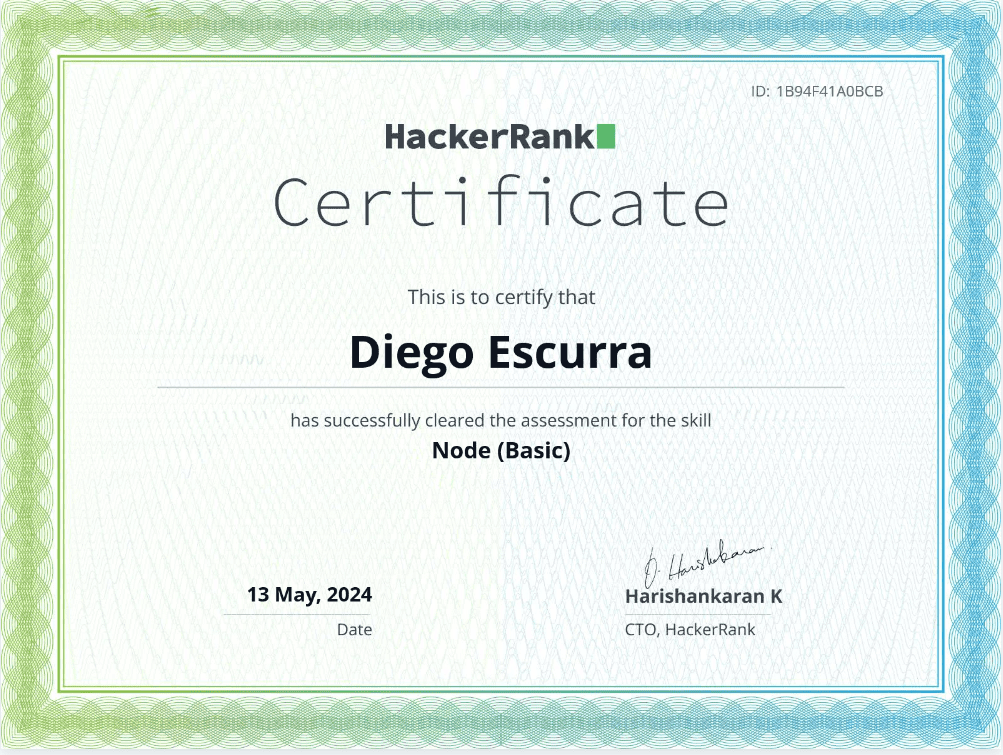 ID: 1B94F41A0BCB
HackerRank
Certificate
This is to certify that
Diego Escurra
has successfully cleared the assessment for the skill
Node (Basic)
13 May, 2024
Date
Harishankaran K
CTO, HackerRank